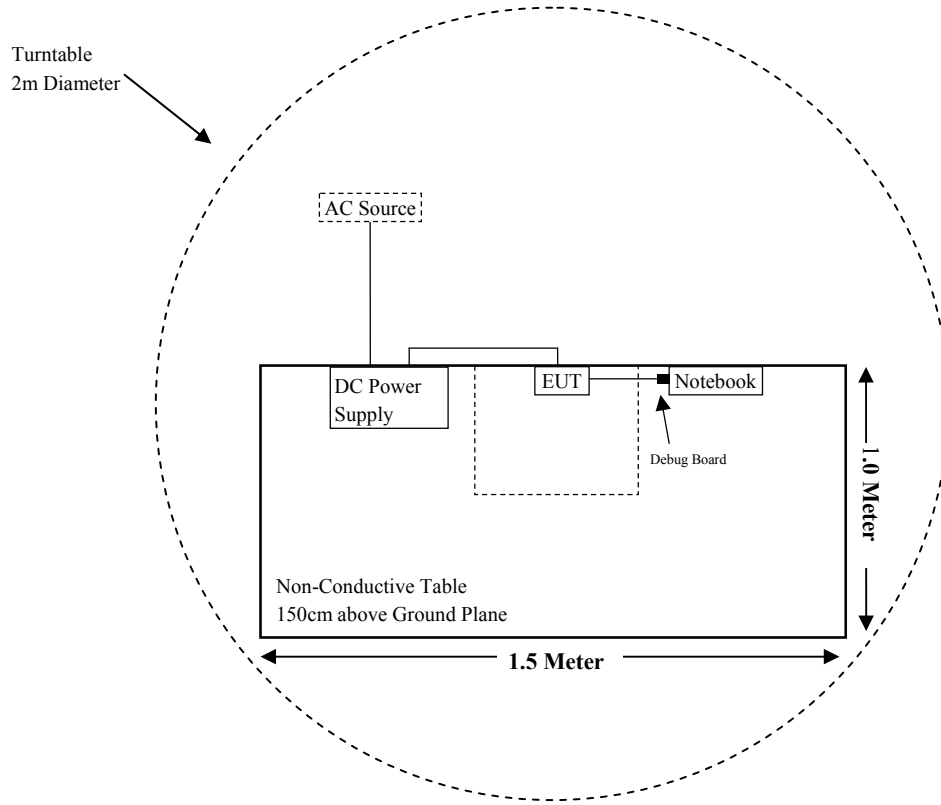 Turntable
2m Diameter
AC Source
DC Power
Supply
EUT
Notebook
Debug Board
1.0 Meter
Non-Conductive Table
150cm above Ground Plane
1.5 Meter